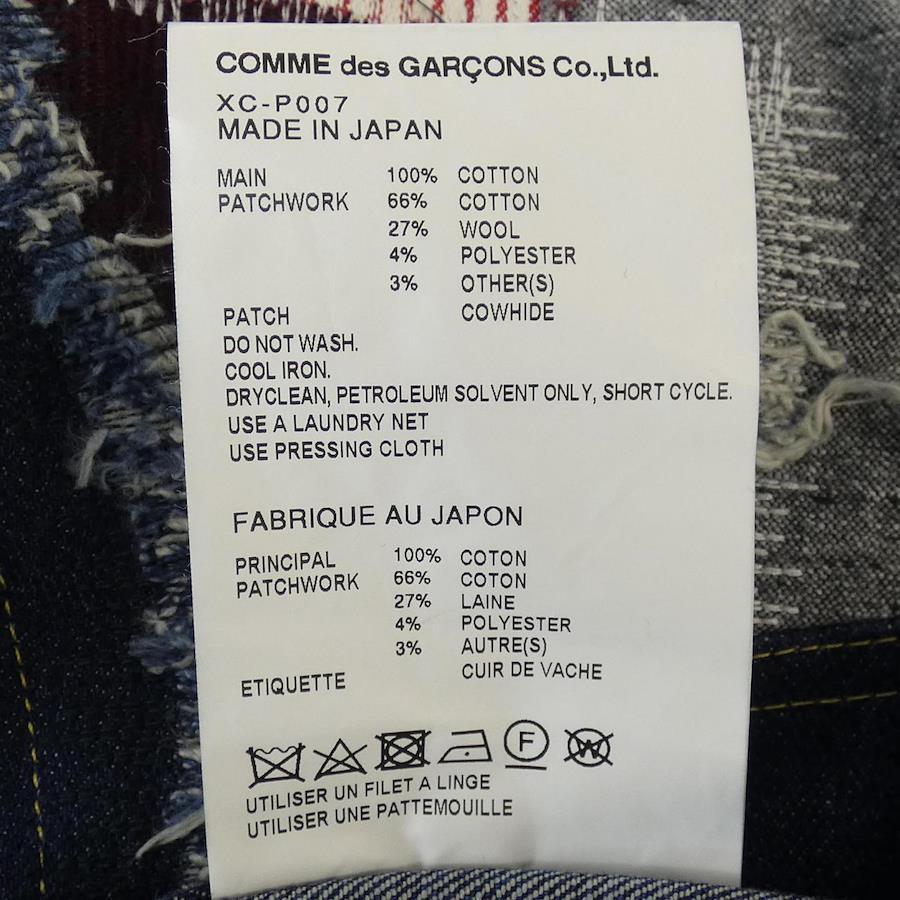 COMME des GARÇONS Co.,Ltd.
XC-P007
MADE IN JAPAN
MAIN 100% COTTON
PATCHWORK 66% COTTON
27% WOOL
4% POLYESTER
3% OTHER(S)
PATCH COWHIDE
DO NOT WASH.
COOL IRON.
DRYCLEAN, PETROLEUM SOLVENT ONLY, SHORT CYCLE.
USE A LAUNDRY NET
USE PRESSING CLOTH
FABRIQUE AU JAPON
PRINCIPAL 100% COTON
PATCHWORK 66% COTON
27% LAINE
4% POLYESTER
3% AUTRE(S)
ETIQUETTE CUIR DE VACHE
F W
UTILISER UN FILET A LINGE
UTILISER UNE PATTEMOUILLE